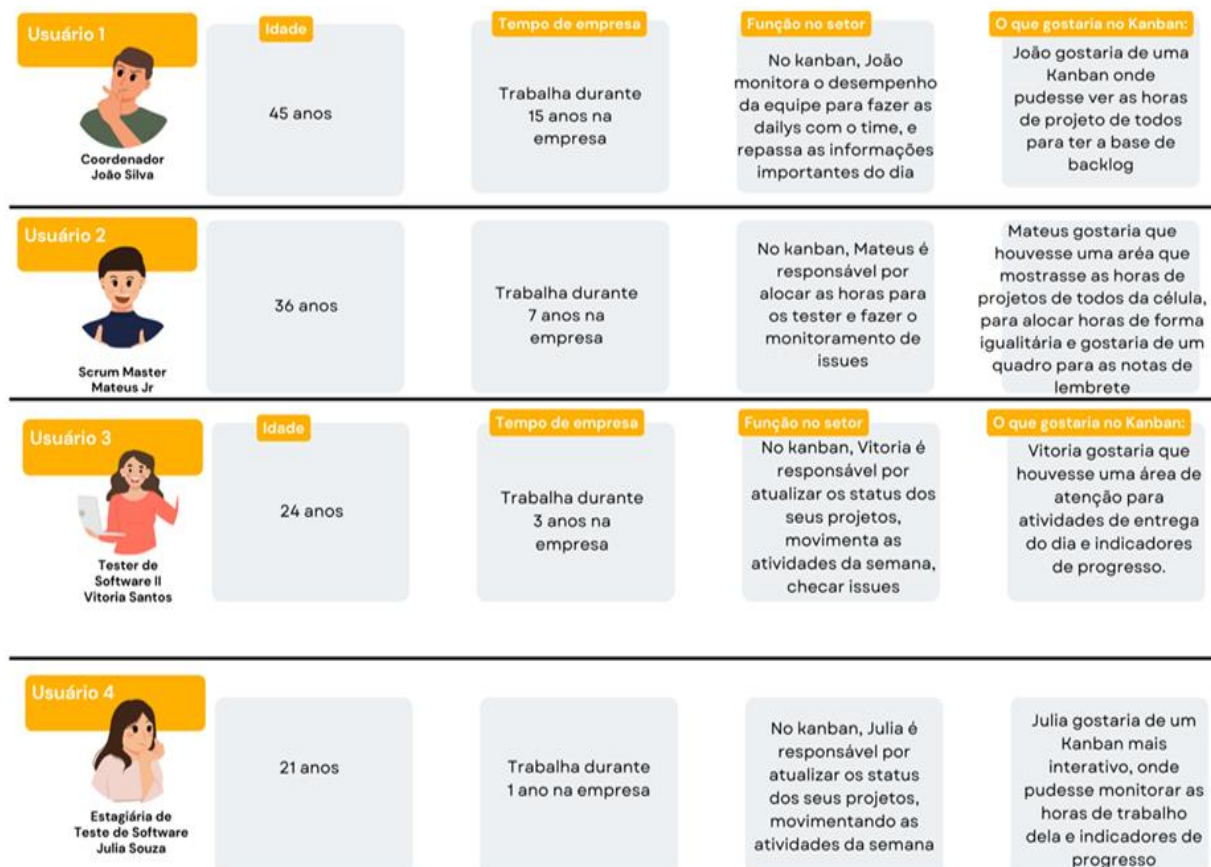 Usuário 1
Coordenador
João Silva
Idade
45 anos
Tempo de empresa
Trabalha durante
15 anos na
empresa
Função no setor
No kanban, João
monitora o desempenho
da equipe para fazer as
dailys com o time, e
repassa as informações
importantes do dia
O que gostaria no Kanban:
João gostaria de uma
Kanban onde
pudesse ver as horas
de projeto de todos
para ter a base de
backlog
Usuário 2
Scrum Master
Mateus Jr
36 anos
Trabalha durante
7 anos na
empresa
No kanban, Mateus é
responsável por
alocar as horas para
os tester e fazer o
monitoramento de
issues
Mateus gostaria que
houvesse uma aréa que
mostrasse as horas de
projetos de todos da célula,
para alocar horas de forma
igualitária e gostaria de um
quadro para as notas de
lembrete
Usuário 3
Tester de
Software II
Vitoria Santos
Idade
24 anos
Tempo de empresa
Trabalha durante
3 anos na
empresa
Função no setor
No kanban, Vitoria é
responsável por
atualizar os status dos
seus projetos,
movimenta as
atividades da semana,
checar issues
O que gostaria no Kanban:
Vitoria gostaria que
houvesse uma área de
atenção para
atividades de entrega
do dia e indicadores
de progresso.
Usuário 4
Estagiária de
Teste de Software
Julia Souza
21 anos
Trabalha durante
1 ano na empresa
No kanban, Julia é
responsável por
atualizar os status
dos seus projetos,
movimentando as
atividades da semana
Julia gostaria de um
Kanban mais
interativo, onde
pudesse monitorar as
horas de trabalho
dela e indicadores de
progresso